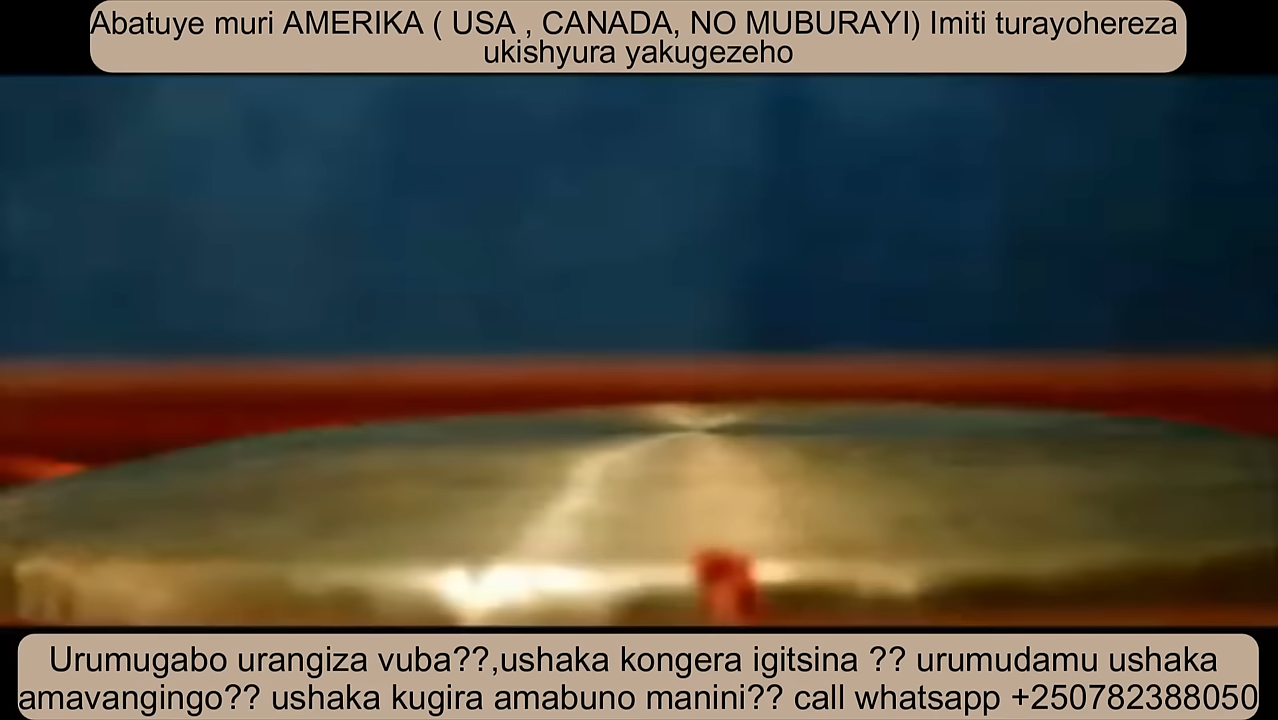 Abatuye muri AMERIKA ( USA , CANADA, NO MUBURAYI) Imiti turayohereza
ukishyura yakugezeho
Urumugabo urangiza vuba??,ushaka kongera igitsina ?? urumudamu ushaka
amavangingo?? ushaka kugira amabuno manini?? call whatsapp +250782388050